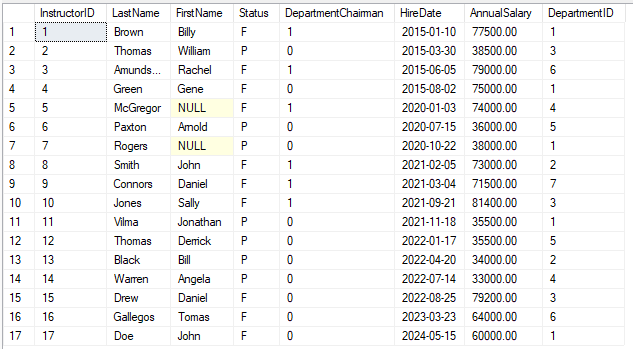 InstructorID LastName FirstName Status DepartmentChairman HireDate AnnualSalary DepartmentID
1 1 Brown Billy F 1 2015-01-10 77500.00 1
2 2 Thomas William P 0 2015-03-30 38500.00 3
3 3 Amunds... Rachel F 1 2015-06-05 79000.00 6
4 4 Green Gene F 0 2015-08-02 75000.00 1
5 5 McGregor NULL F 1 2020-01-03 74000.00 4
6 6 Paxton Arnold P 0 2020-07-15 36000.00 5
7 7 Rogers NULL P 0 2020-10-22 38000.00 1
8 8 Smith John F 1 2021-02-05 73000.00 2
9 9 Connors Daniel F 1 2021-03-04 71500.00 7
10 10 Jones Sally F 1 2021-09-21 81400.00 3
11 11 Vilma Jonathan P 0 2021-11-18 35500.00 1
12 12 Thomas Derrick P 0 2022-01-17 35500.00 5
13 13 Black Bill P 0 2022-04-20 34000.00 2
14 14 Warren Angela P 0 2022-07-14 33000.00 4
15 15 Drew Daniel F 0 2022-08-25 79200.00 3
16 16 Gallegos Tomas F 0 2023-03-23 64000.00 6
17 17 Doe John F 0 2024-05-15 60000.00 1